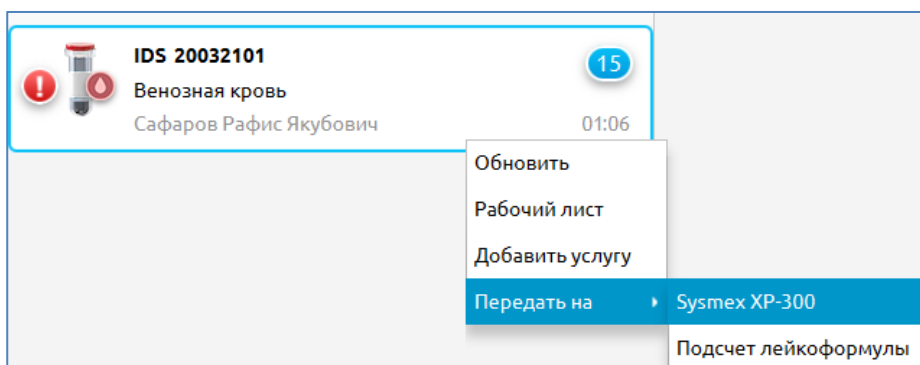 IDS 20032101
15
Венозная кровь
Сафаров Рафис Якубович 01:06
Обновить
Рабочий лист
Добавить услугу
Передать на
Sysmex XP-300
Подсчет лейкоформулы